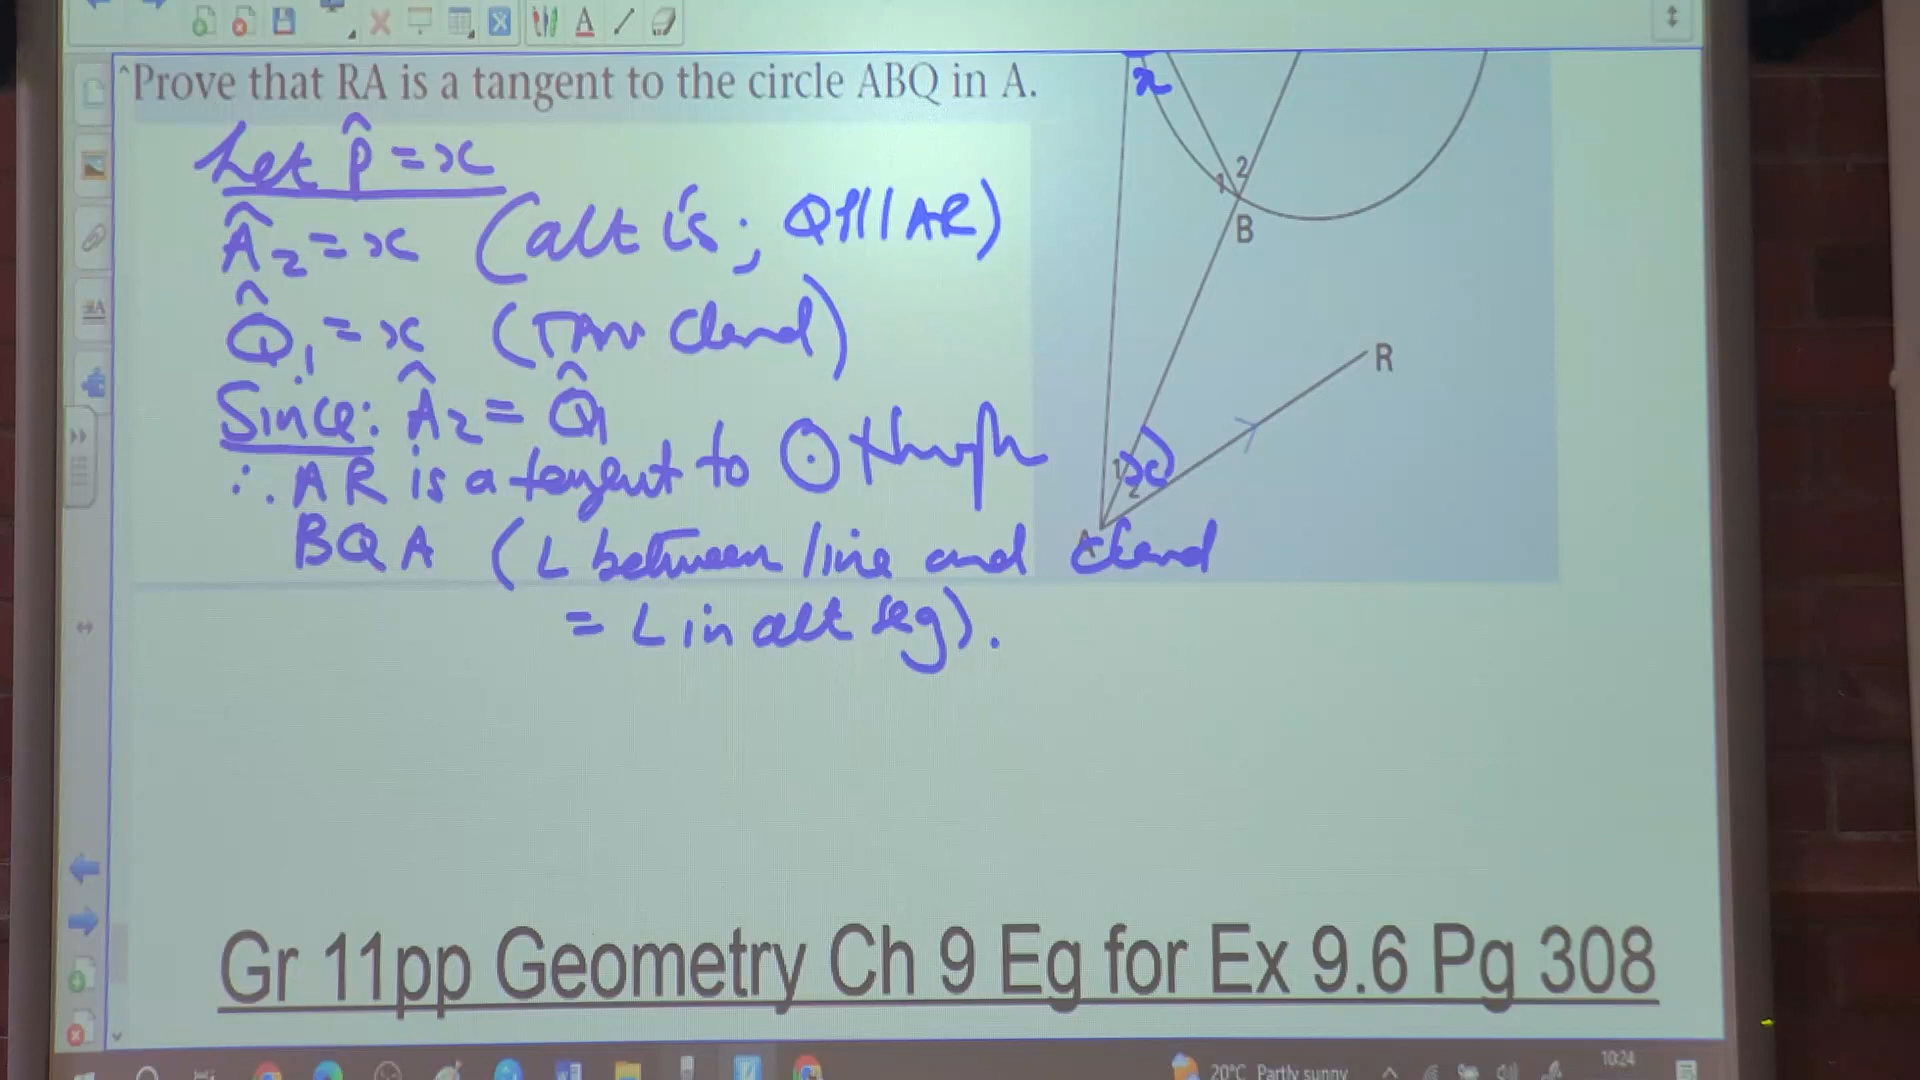 Prove that RA is a tangent to the circle ABQ in A.
Let P̂ = x
Â2 = x (alt ∠'s; QP//AR)
Q̂1 = x (TAN Chord)
Since: Â2 = Q̂1
∴ AR is a tangent to ⊙ through
BQA (∠ between line and chord
= ∠ in alt seg).
x
1 2
B
R
1 x
2
A
Gr 11pp Geometry Ch 9 Eg for Ex 9.6 Pg 308
20°C Partly sunny
10:24